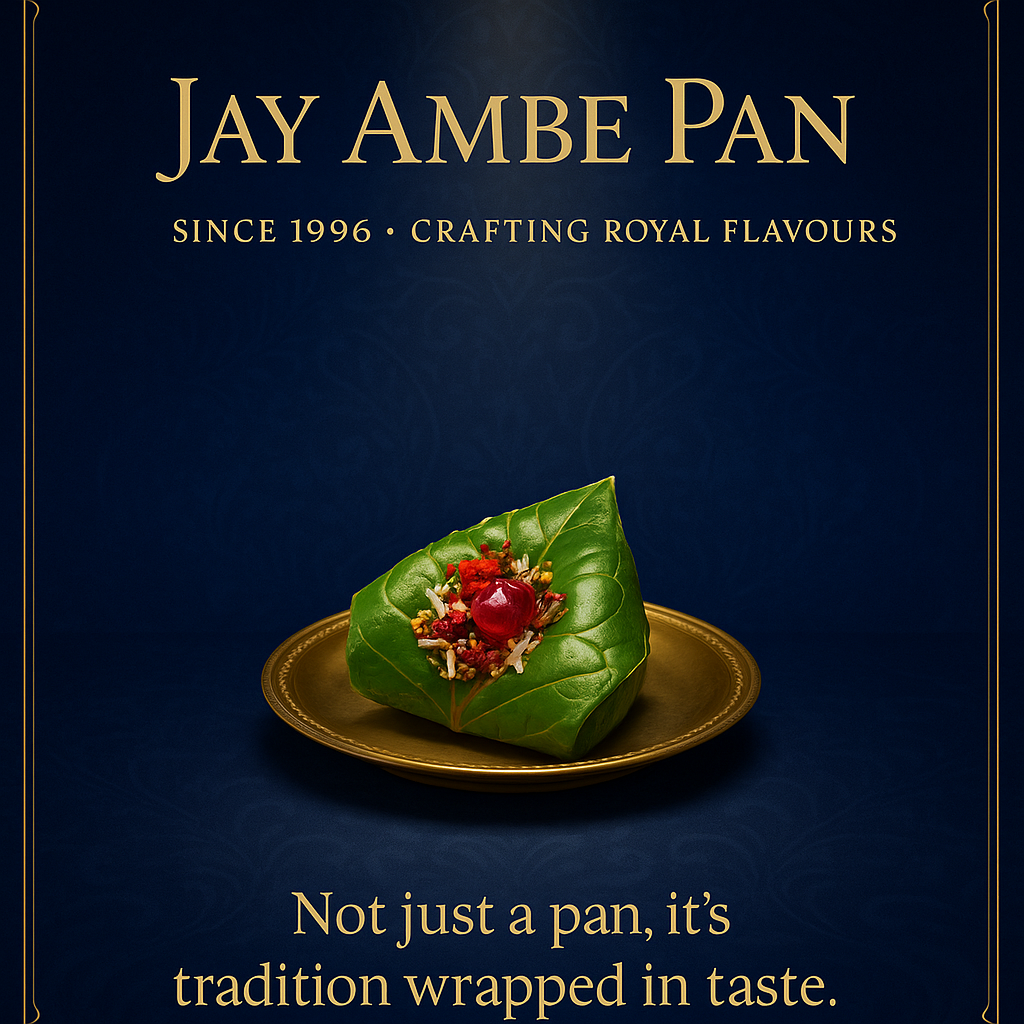 JAY AMBE PAN
SINCE 1996 • CRAFTING ROYAL FLAVOURS
Not just a pan, it’s
tradition wrapped in taste.